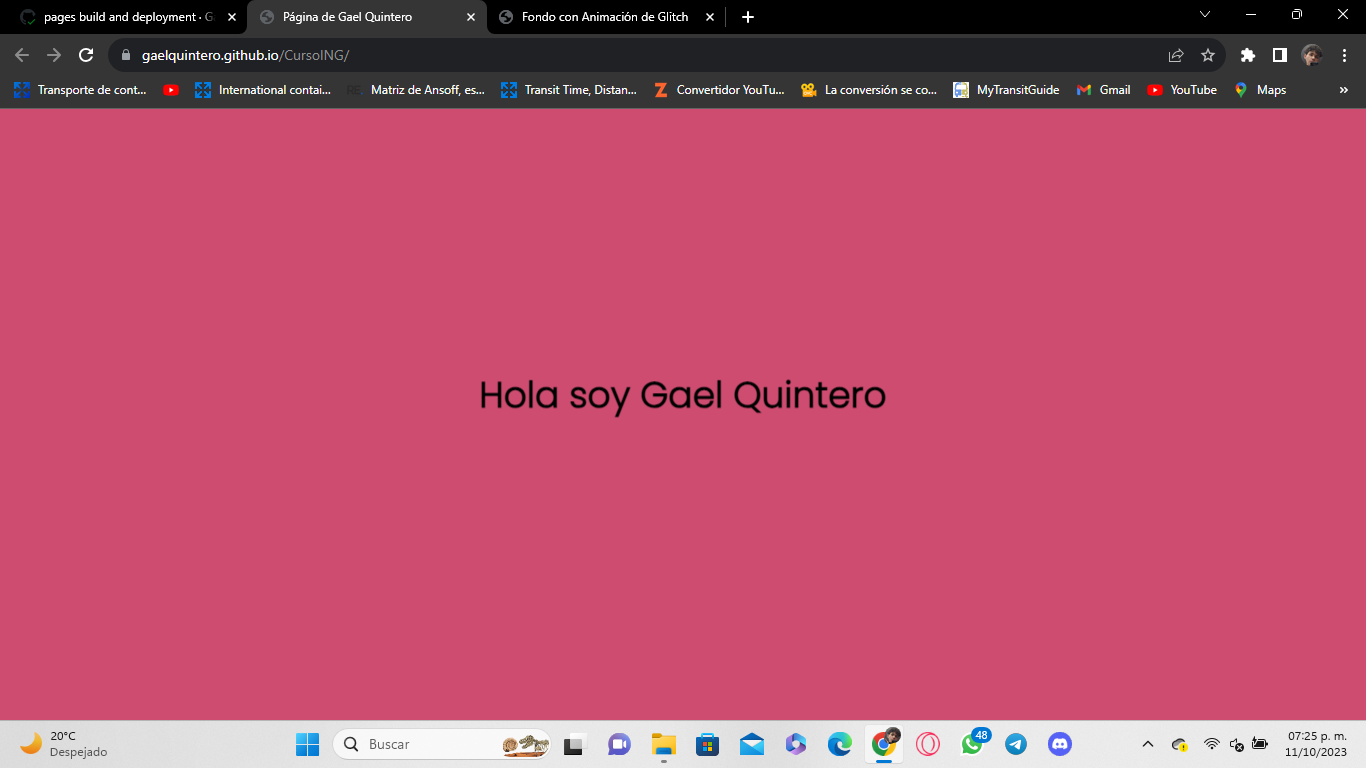 pages build and deployment · G
Página de Gael Quintero
Fondo con Animación de Glitch
gaelquintero.github.io/CursoING/
Transporte de cont...
International contai...
RE Matriz de Ansoff, es...
Transit Time, Distan...
Convertidor YouTu...
La conversión se co...
MyTransitGuide
Gmail
YouTube
Maps
»
Hola soy Gael Quintero
20°C
Despejado
Buscar
48
07:25 p. m.
11/10/2023